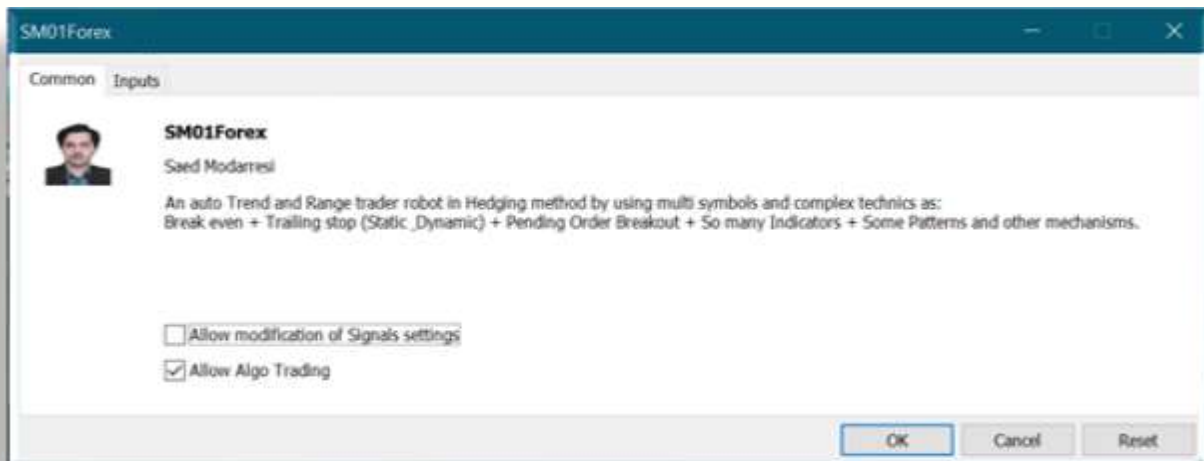 SM01Forex
Common Inputs
SM01Forex
Saed Modarresi
An auto Trend and Range trader robot in Hedging method by using multi symbols and complex technics as:
Break even + Trailing stop (Static_Dynamic) + Pending Order Breakout + So many Indicators + Some Patterns and other mechanisms.
Allow modification of Signals settings
Allow Algo Trading
OK Cancel Reset